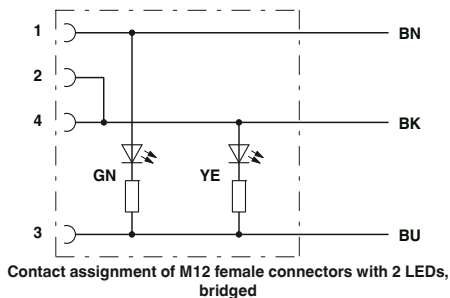 1 BN
2
4 BK
GN YE
3 BU
Contact assignment of M12 female connectors with 2 LEDs,
bridged